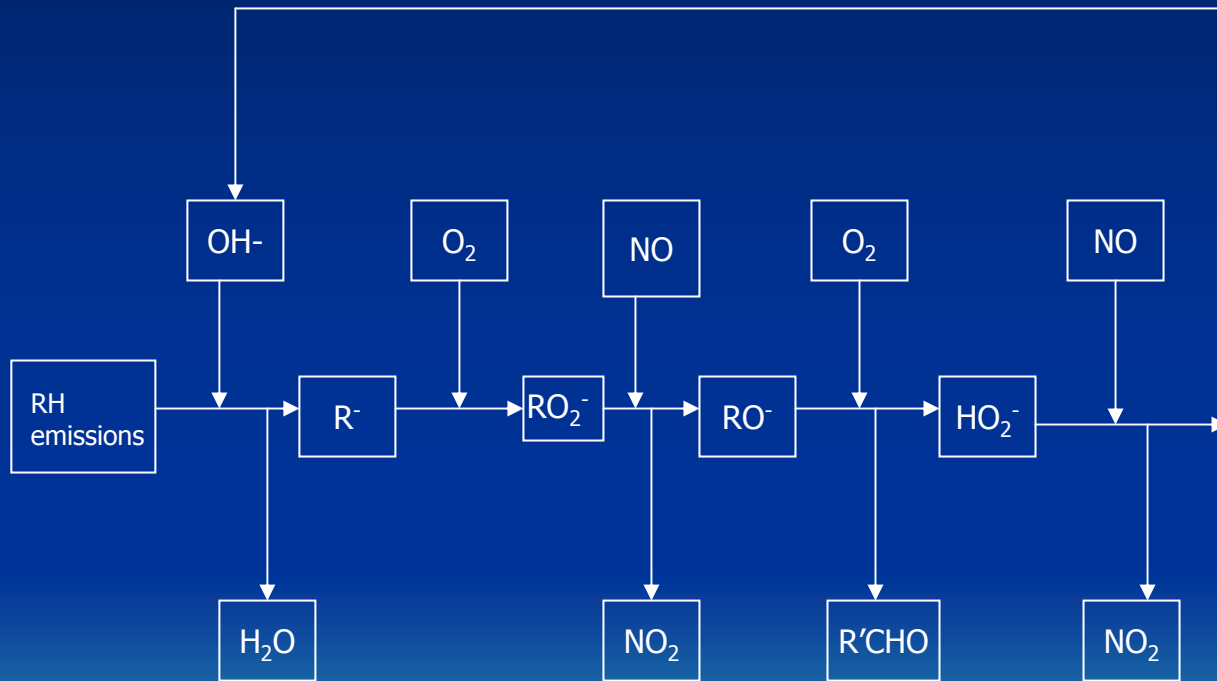 OH-
O₂
NO
O₂
NO
RH
emissions
R⁻
RO₂⁻
RO⁻
HO₂⁻
H₂O
NO₂
R’CHO
NO₂